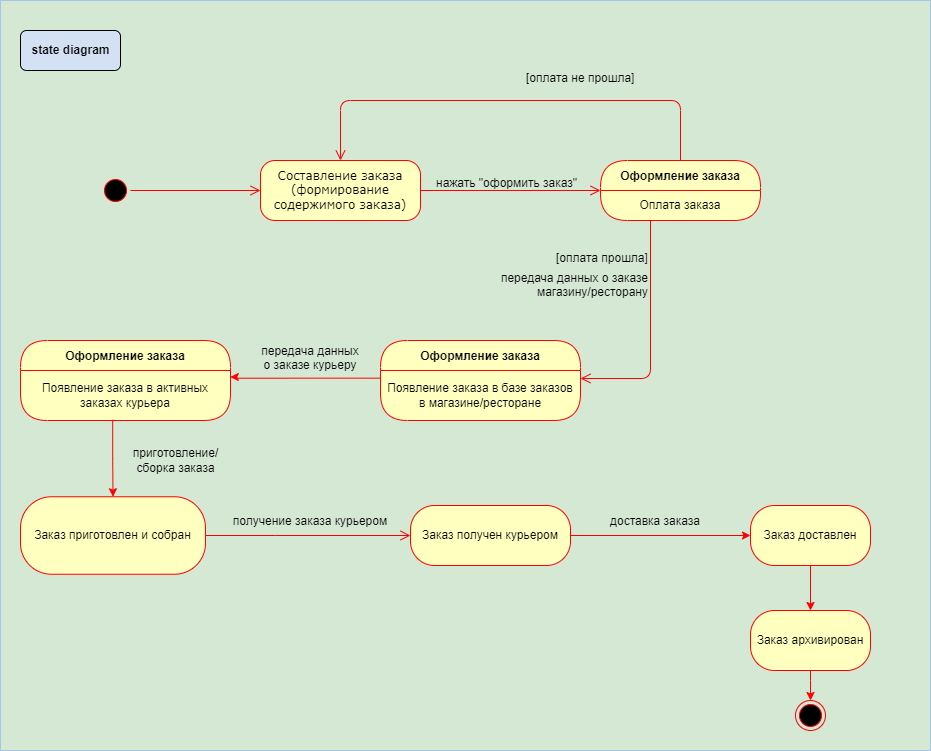 state diagram
[оплата не прошла]
Составление заказа
(формирование
содержимого заказа)
нажать "оформить заказ"
Оформление заказа
Оплата заказа
[оплата прошла]
передача данных о заказе
магазину/ресторану
Оформление заказа
Появление заказа в активных
заказах курьера
передача данных
о заказе курьеру
Оформление заказа
Появление заказа в базе заказов
в магазине/ресторане
приготовление/
сборка заказа
Заказ приготовлен и собран
получение заказа курьером
Заказ получен курьером
доставка заказа
Заказ доставлен
Заказ архивирован